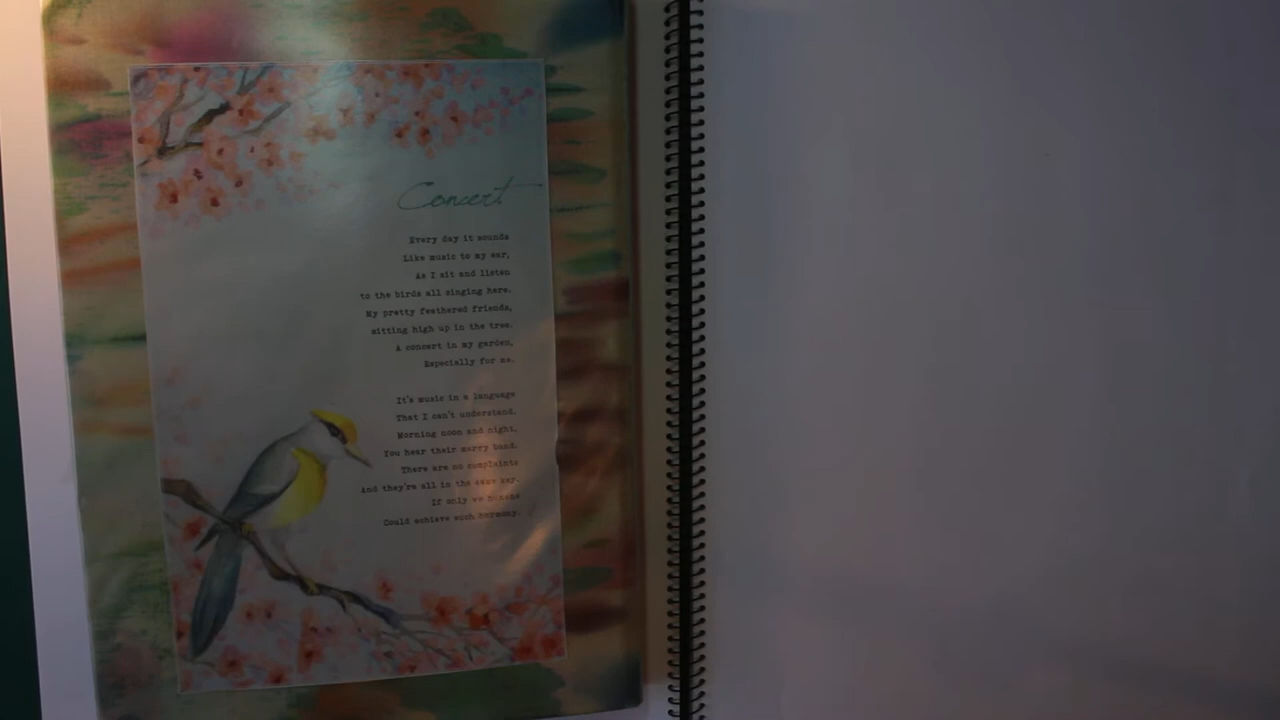 Concert
Every day it sounds
Like music to my ear,
As I sit and listen
to the birds all singing here.
My pretty feathered friends,
sitting high up in the tree.
A concert in my garden,
Especially for me.
It's music in a language
That I can't understand.
Morning noon and night,
You hear their merry band.
There are no complaints
And they're all in the same key.
If only we humans
Could achieve such harmony.